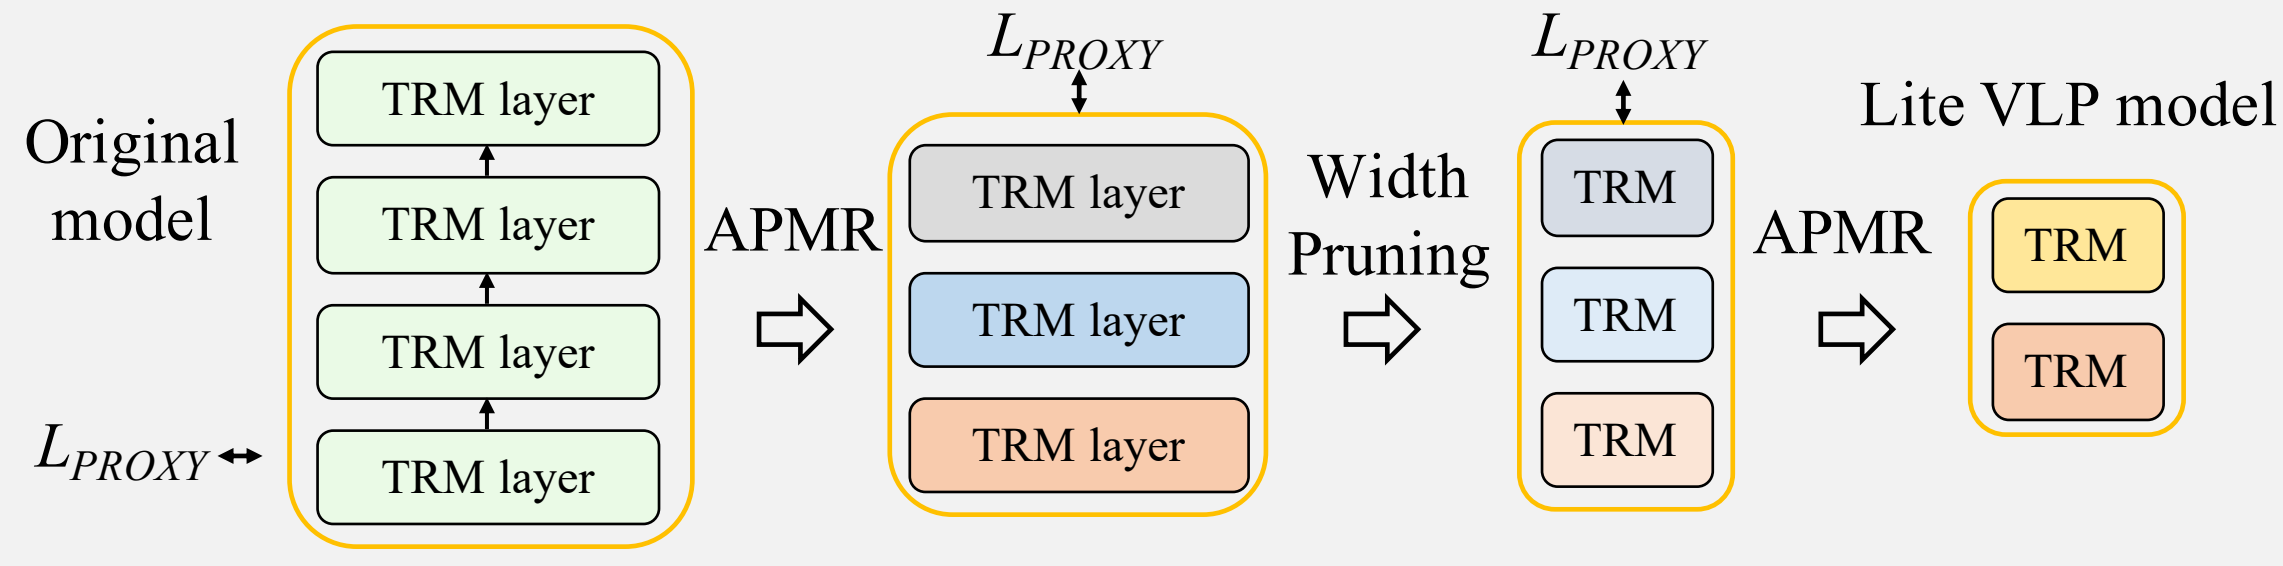 Original
model
L_PROXY
TRM layer
TRM layer
TRM layer
TRM layer
APMR
L_PROXY
TRM layer
TRM layer
TRM layer
Width
Pruning
L_PROXY
TRM
TRM
TRM
APMR
Lite VLP model
TRM
TRM